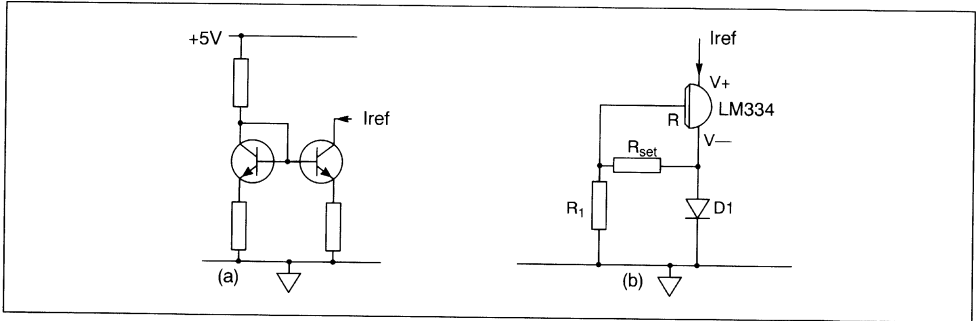 +5V
Iref
(a)
Iref
V+
LM334
R
V—
Rset
R1
D1
(b)